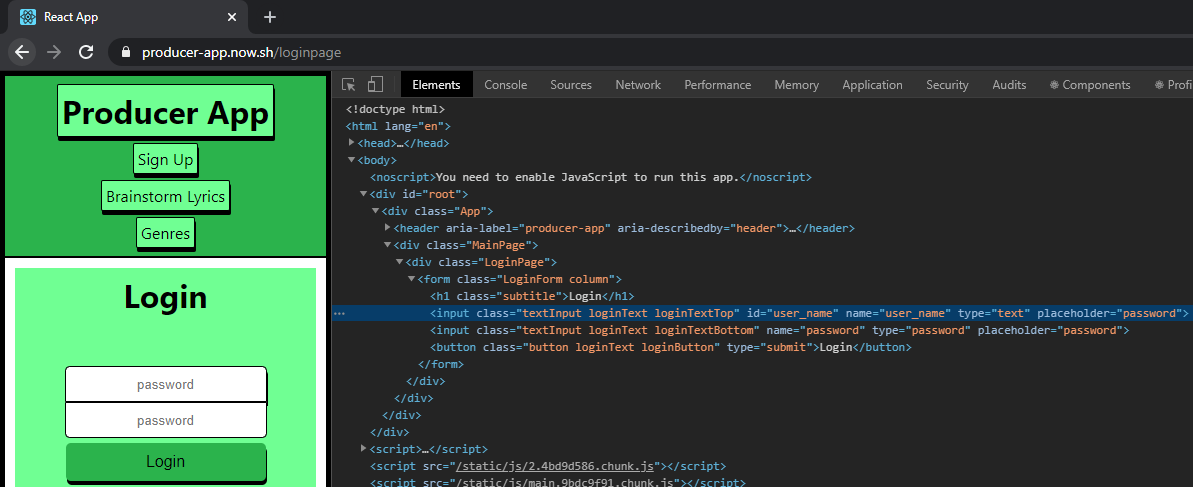 React App
producer-app.now.sh/loginpage
Producer App
Sign Up
Brainstorm Lyrics
Genres
Login
password
password
Login
Elements Console Sources Network Performance Memory Application Security Audits Components Profi
<!doctype html>
<html lang="en">
<head>…</head>
<body>
<noscript>You need to enable JavaScript to run this app.</noscript>
<div id="root">
<div class="App">
<header aria-label="producer-app" aria-describedby="header">…</header>
<div class="MainPage">
<div class="LoginPage">
<form class="LoginForm column">
<h1 class="subtitle">Login</h1>
<input class="textInput loginText loginTextTop" id="user_name" name="user_name" type="text" placeholder="password">
<input class="textInput loginText loginTextBottom" name="password" type="password" placeholder="password">
<button class="button loginText loginButton" type="submit">Login</button>
</form>
</div>
</div>
</div>
</div>
<script>…</script>
<script src="/static/js/2.4bd9d586.chunk.js"></script>
<script src="/static/js/main.9bdc9f91.chunk.js"></script>